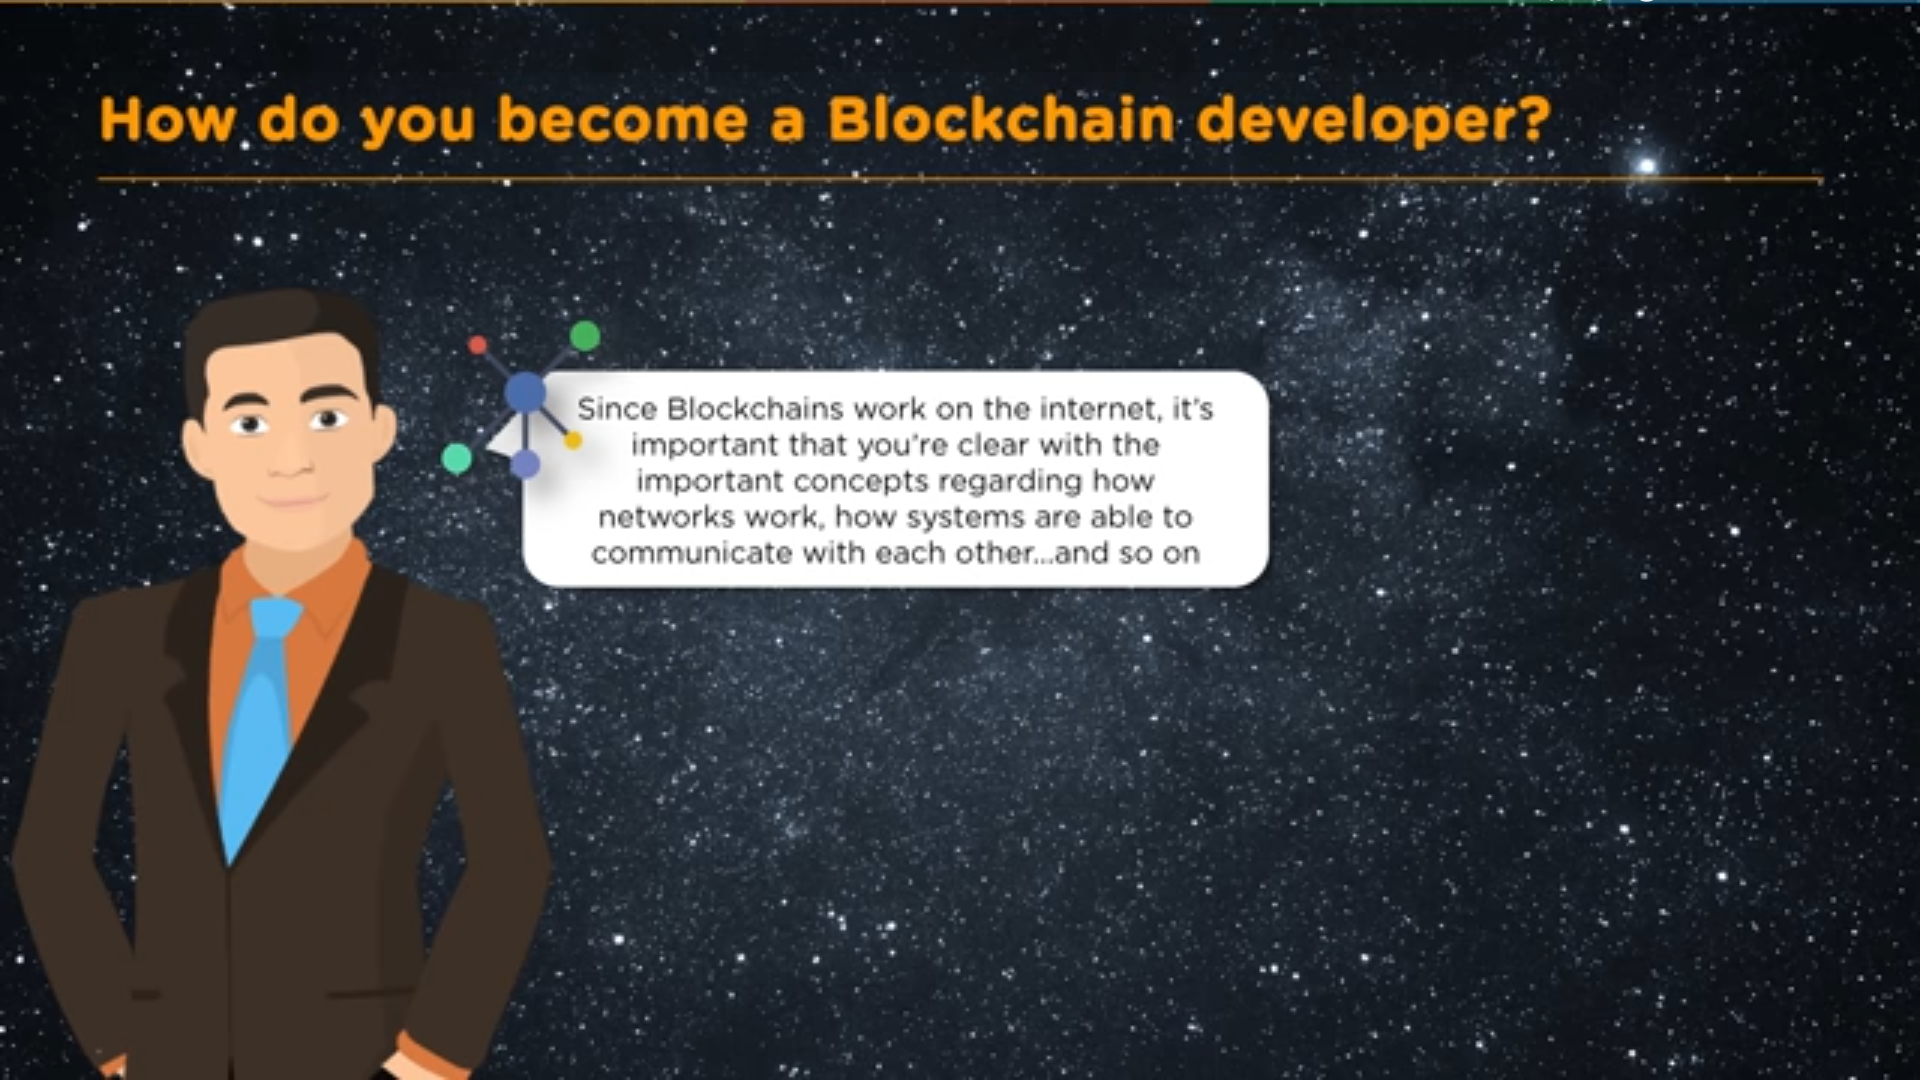 How do you become a Blockchain developer?
Since Blockchains work on the internet, it's
important that you're clear with the
important concepts regarding how
networks work, how systems are able to
communicate with each other...and so on